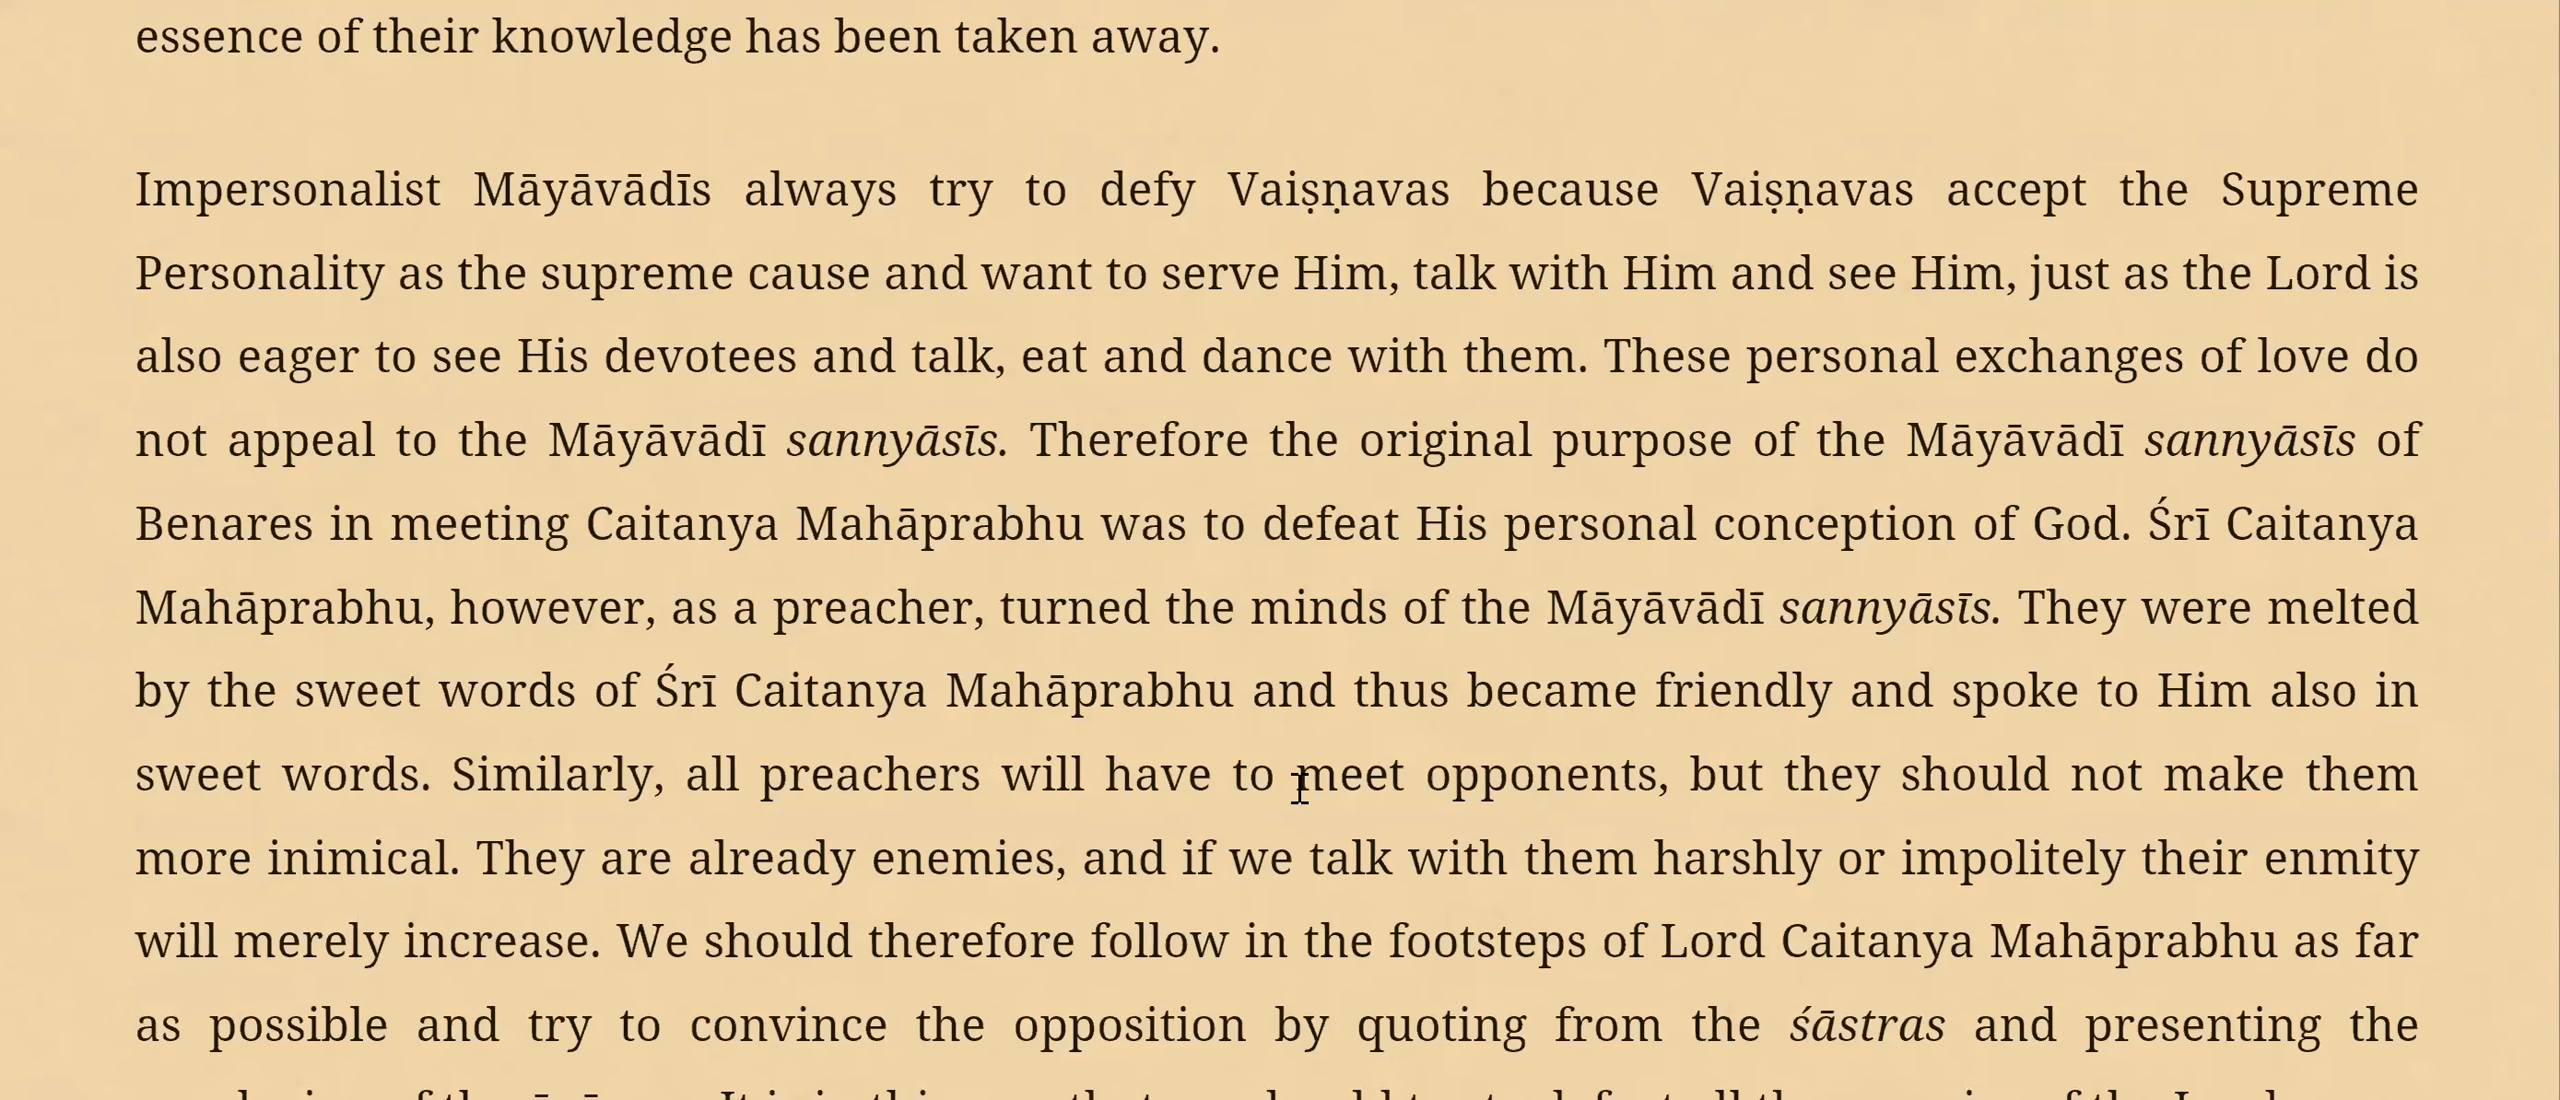 essence of their knowledge has been taken away.
Impersonalist Māyāvādīs always try to defy Vaiṣṇavas because Vaiṣṇavas accept the Supreme
Personality as the supreme cause and want to serve Him, talk with Him and see Him, just as the Lord is
also eager to see His devotees and talk, eat and dance with them. These personal exchanges of love do
not appeal to the Māyāvādī sannyāsīs. Therefore the original purpose of the Māyāvādī sannyāsīs of
Benares in meeting Caitanya Mahāprabhu was to defeat His personal conception of God. Śrī Caitanya
Mahāprabhu, however, as a preacher, turned the minds of the Māyāvādī sannyāsīs. They were melted
by the sweet words of Śrī Caitanya Mahāprabhu and thus became friendly and spoke to Him also in
sweet words. Similarly, all preachers will have to meet opponents, but they should not make them
more inimical. They are already enemies, and if we talk with them harshly or impolitely their enmity
will merely increase. We should therefore follow in the footsteps of Lord Caitanya Mahāprabhu as far
as possible and try to convince the opposition by quoting from the śāstras and presenting the